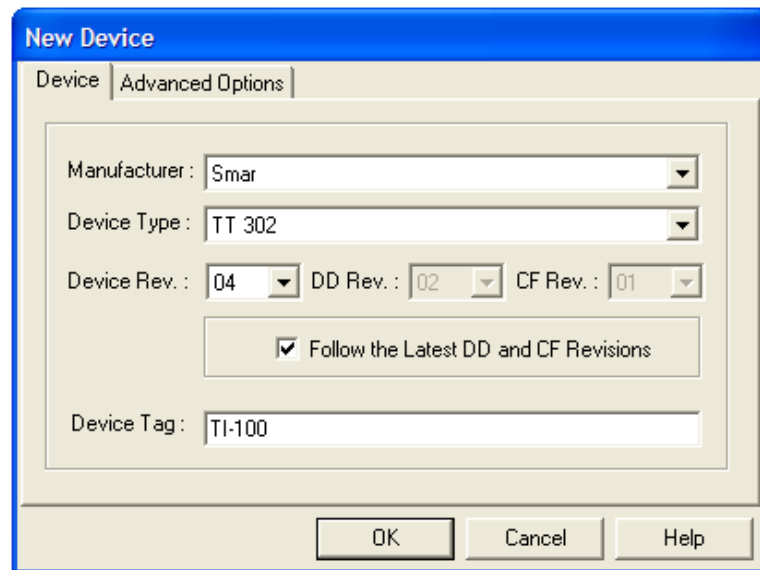 New Device
Device Advanced Options
Manufacturer : Smar
Device Type : TT 302
Device Rev. : 04 DD Rev. : 02 CF Rev. : 01
Follow the Latest DD and CF Revisions
Device Tag : TI-100
OK Cancel Help